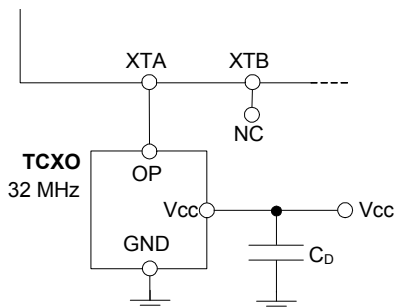 XTA
XTB
NC
TCXO
32 MHz
OP
Vcc
Vcc
GND
CD